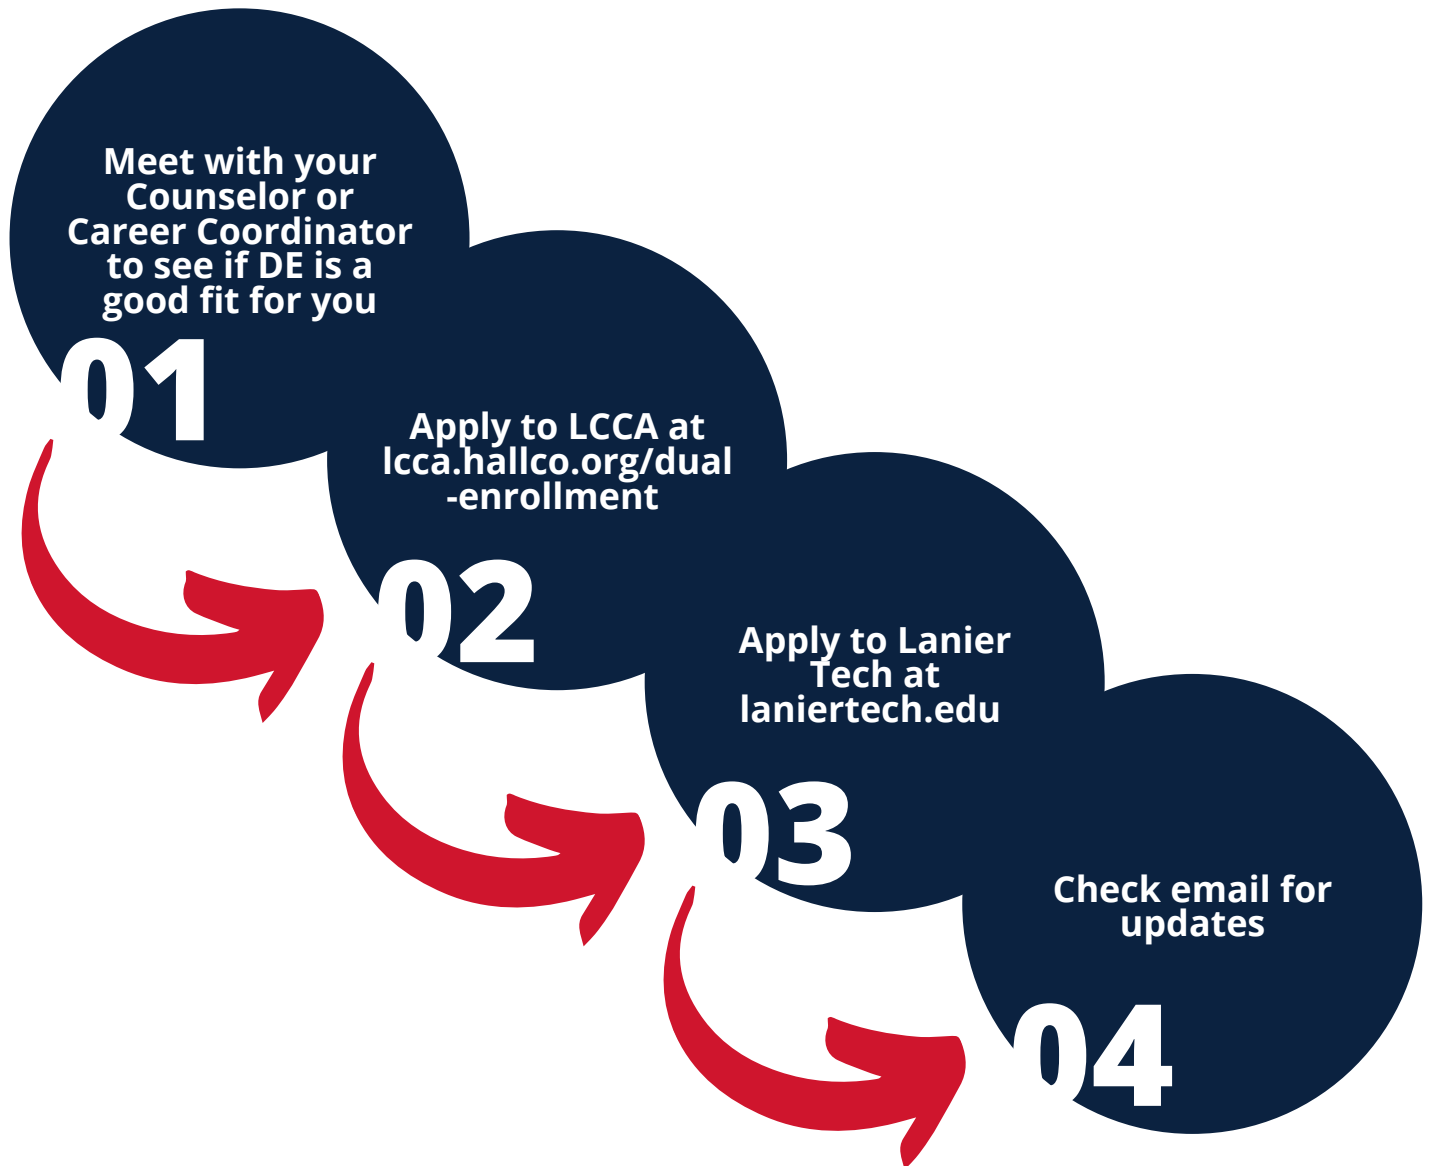 Meet with your
Counselor or
Career Coordinator
to see if DE is a
good fit for you
01
Apply to LCCA at
lcca.hallco.org/dual
-enrollment
02
Apply to Lanier
Tech at
laniertech.edu
03
Check email for
updates
04